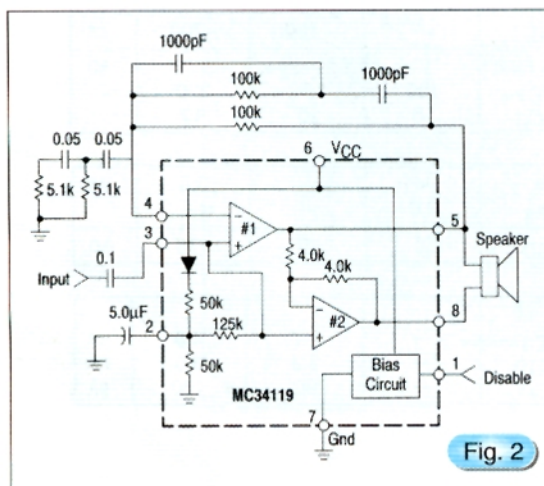 1000pF
100k
1000pF
100k
0.05 0.05
6 VCC
5.1k 5.1k
4
#1
5
Speaker
3
4.0k
4.0k
Input
0.1
50k
5.0µF
2
125k
#2
8
50k
Bias
Circuit
1
Disable
MC34119
7
Gnd
Fig. 2